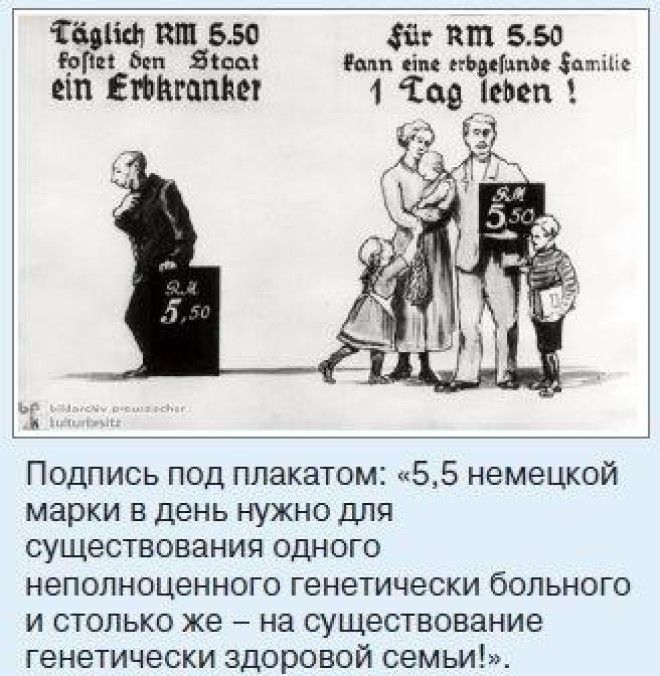 Täglich RM 5.50
kostet den Staat
ein Erbkranker
Für RM 5.50
kann eine erbgesunde Familie
1 Tag leben !
R.M.
5,50
RM
5,50
bpk bildarchiv preussischer
kulturbesitz
Подпись под плакатом: «5,5 немецкой
марки в день нужно для
существования одного
неполноценного генетически больного
и столько же – на существование
генетически здоровой семьи!».